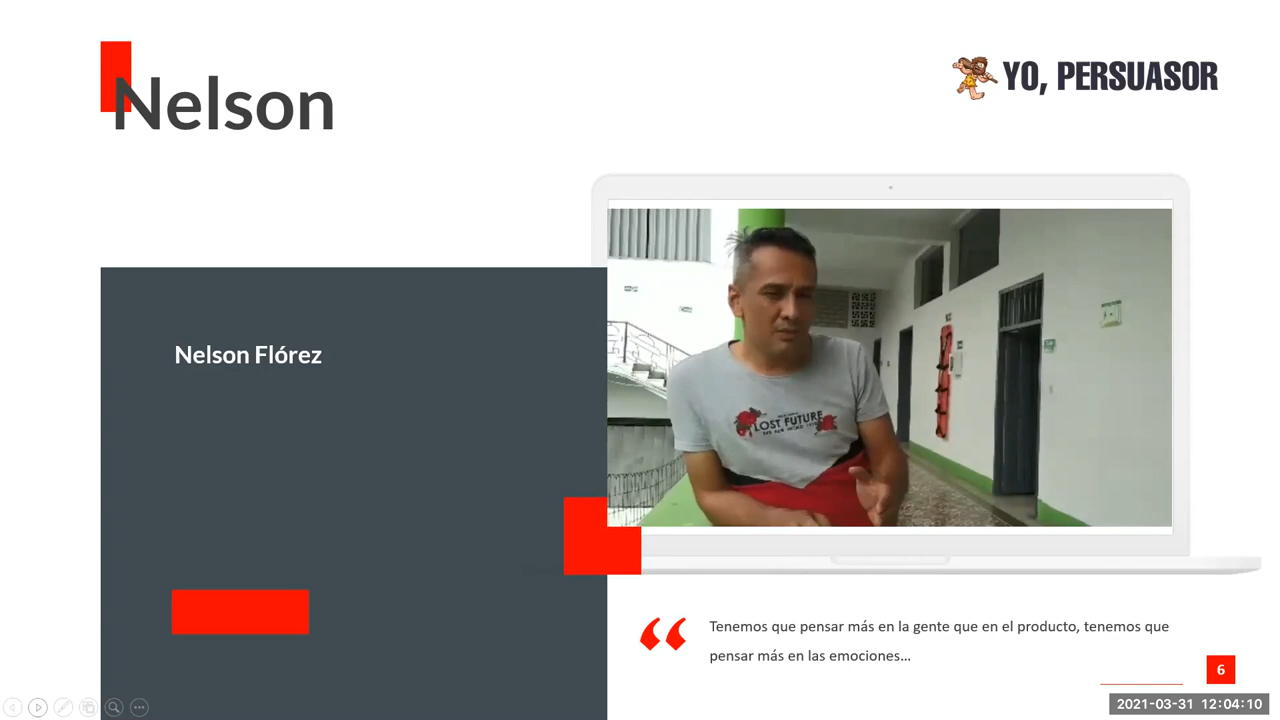 Nelson
YO, PERSUASOR
Nelson Flórez
LOST FUTURE
Tenemos que pensar más en la gente que en el producto, tenemos que
pensar más en las emociones...
6
2021-03-31 12:04:10